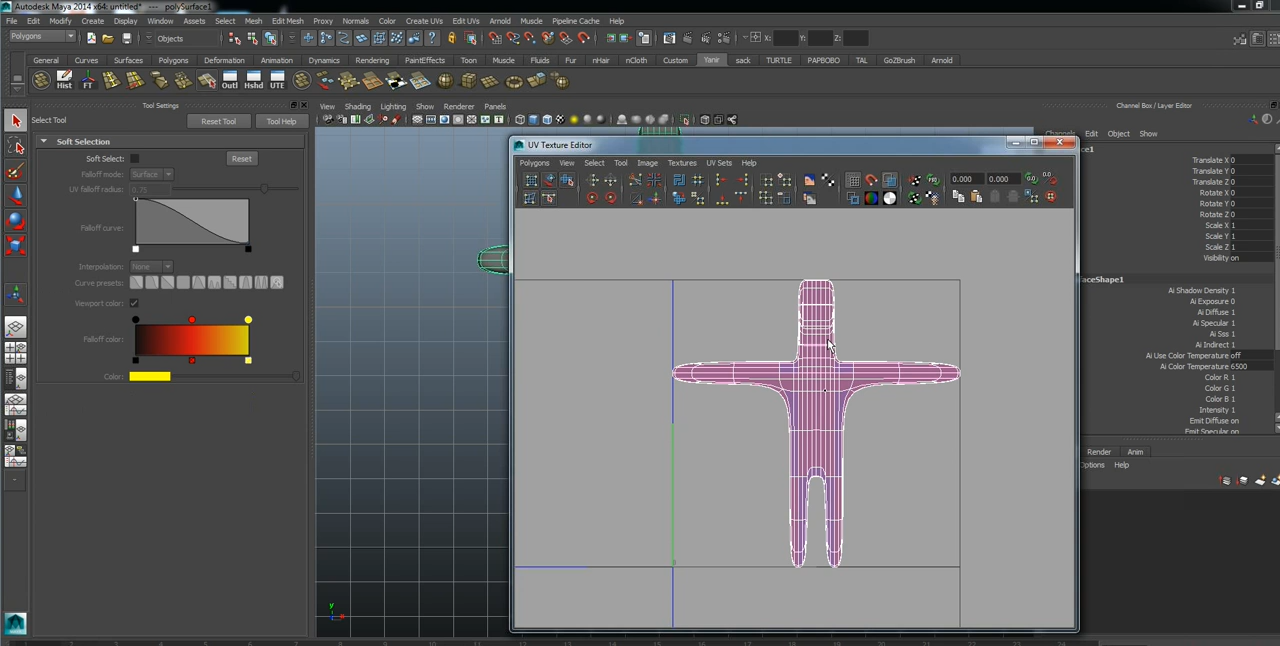 Autodesk Maya 2014 x64: untitled* --- polySurface1
File Edit Modify Create Display Window Assets Select Mesh Edit Mesh Proxy Normals Color Create UVs Edit UVs Arnold Muscle Pipeline Cache Help
Polygons Objects X: Y: Z:
General Curves Surfaces Polygons Deformation Animation Dynamics Rendering PaintEffects Toon Muscle Fluids Fur nHair nCloth Custom Yanir sack TURTLE PAPBOBO TAL GoZBrush Arnold
Hist FT Outl Hshd UTE
Tool Settings
Select Tool Reset Tool Tool Help
Soft Selection
Soft Select: Reset
Falloff mode: Surface
UV falloff radius: 0.75
Falloff curve:
Interpolation: None
Curve presets:
Viewport color:
Falloff color:
Color:
View Shading Lighting Show Renderer Panels
UV Texture Editor
Polygons View Select Tool Image Textures UV Sets Help
0.000 0.000
y
Channel Box / Layer Editor
Channels Edit Object Show
Translate X 0
Translate Y 0
Translate Z 0
Rotate X 0
Rotate Y 0
Rotate Z 0
Scale X 1
Scale Y 1
Scale Z 1
Visibility on
aceShape1
Ai Shadow Density 1
Ai Exposure 0
Ai Diffuse 1
Ai Specular 1
Ai Sss 1
Ai Indirect 1
Ai Use Color Temperature off
Ai Color Temperature 6500
Color R 1
Color G 1
Color B 1
Intensity 1
Emit Diffuse on
Emit Specular on
Render Anim
Options Help